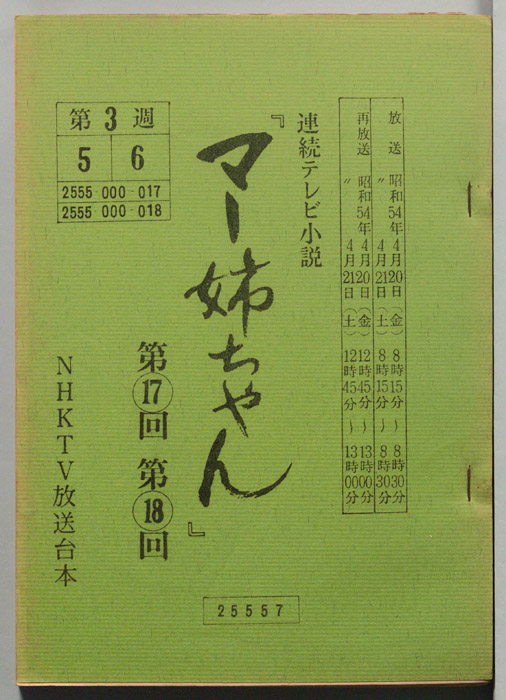 放送 昭和54年4月20日(金) 8時15分〜8時30分
〃 4月21日(土) 8時15分〜8時30分
再放送 昭和54年4月20日(金) 12時45分〜13時00分
〃 4月21日(土) 12時45分〜13時00分
連続テレビ小説
『マー姉ちゃん』
第17回 第18回
NHKTV放送台本
第3週
5 6
2555 000-017
2555 000-018
25557